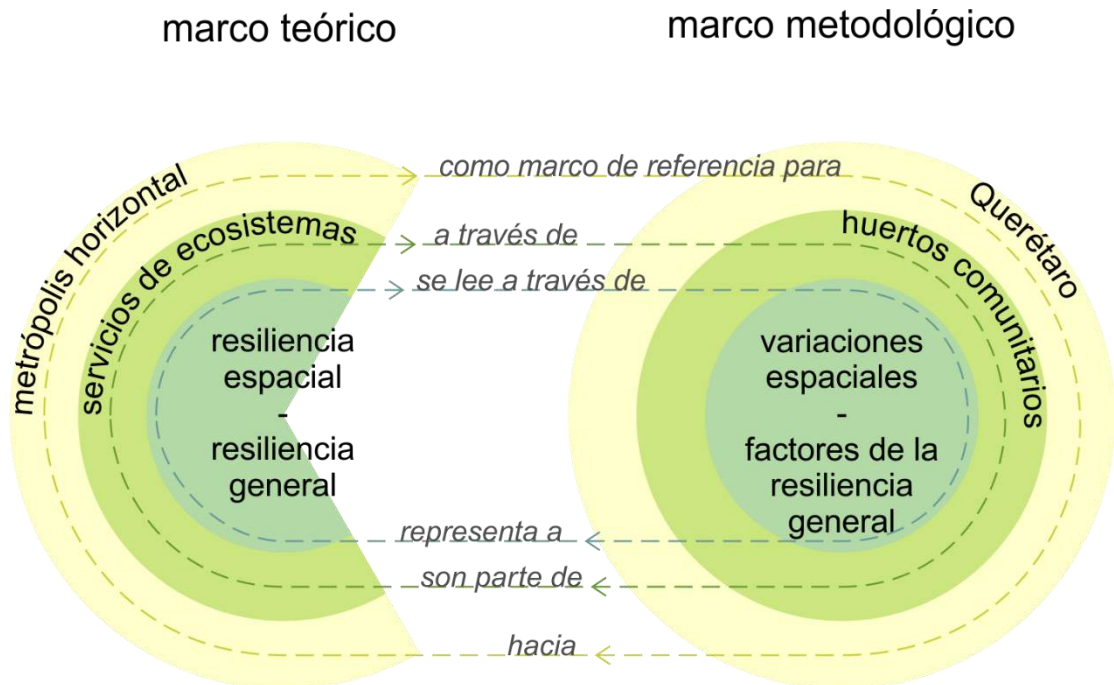 marco teórico
marco metodológico
metrópolis horizontal
servicios de ecosistemas
resiliencia
espacial
-
resiliencia
general
como marco de referencia para
a través de
se lee a través de
representa a
son parte de
hacia
Querétaro
huertos comunitarios
variaciones
espaciales
-
factores de la
resiliencia
general